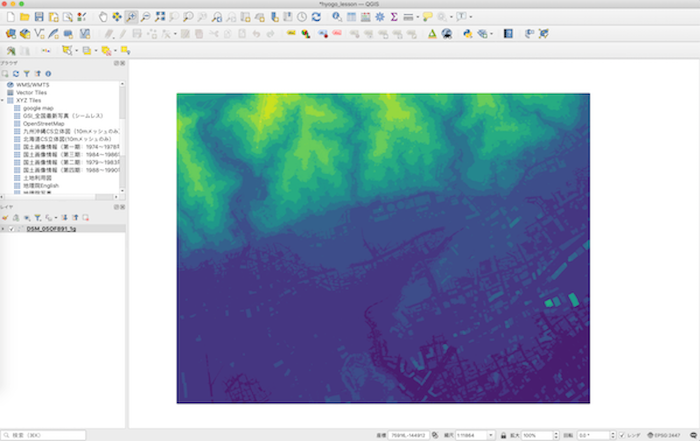 *hyogo_lesson — QGIS
ブラウザ
WMS/WMTS
Vector Tiles
XYZ Tiles
google map
GSI_全国最新写真（シームレス）
OpenStreetMap
九州沖縄CS立体図（10mメッシュのみ）
北海道CS立体図（10mメッシュのみ）
国土画像情報（第一期：1974～1978年
国土画像情報（第三期：1984～1986年
国土画像情報（第二期：1979～1983年
国土画像情報（第四期：1988～1990年
土地利用図
地理院English
レイヤ
DSM_05OF891_1g
検索（⌘K）
座標
縮尺
拡大 100%
回転 0.0 °
レンダ
EPSG:2447